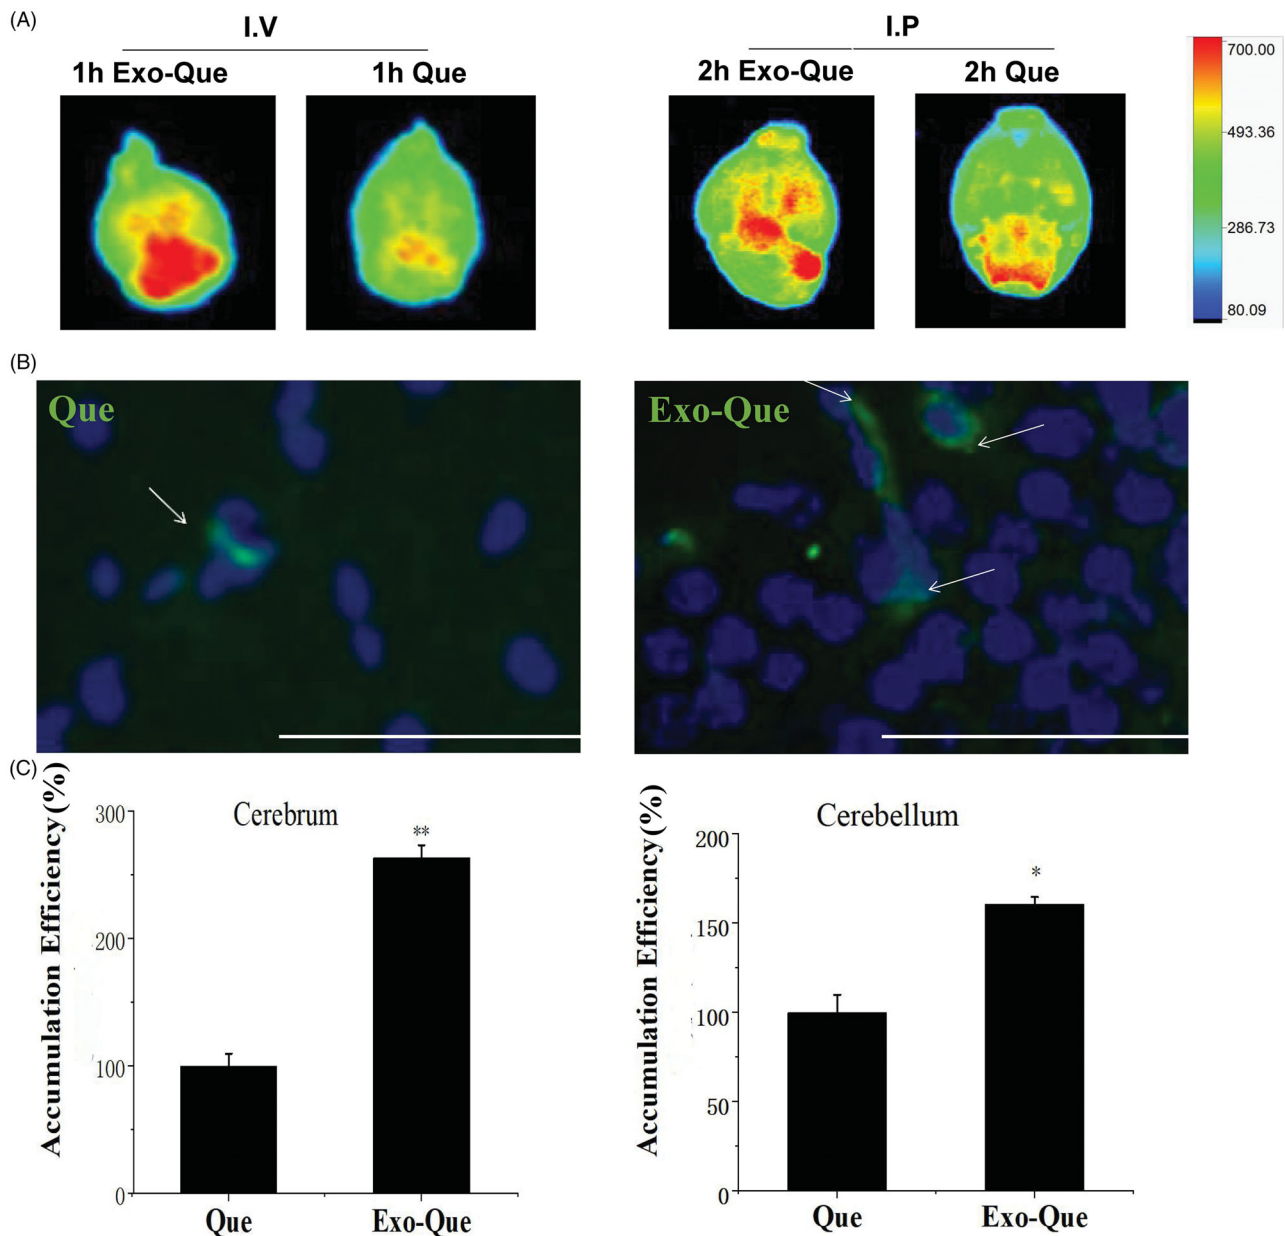 (A)
I.V
I.P
1h Exo-Que
1h Que
2h Exo-Que
2h Que
700.00
493.36
286.73
80.09
(B)
Que
Exo-Que
(C)
Accumulation Efficiency(%)
Cerebrum
300
200
100
0
**
Que
Exo-Que
Accumulation Efficiency(%)
Cerebellum
200
150
100
50
0
*
Que
Exo-Que